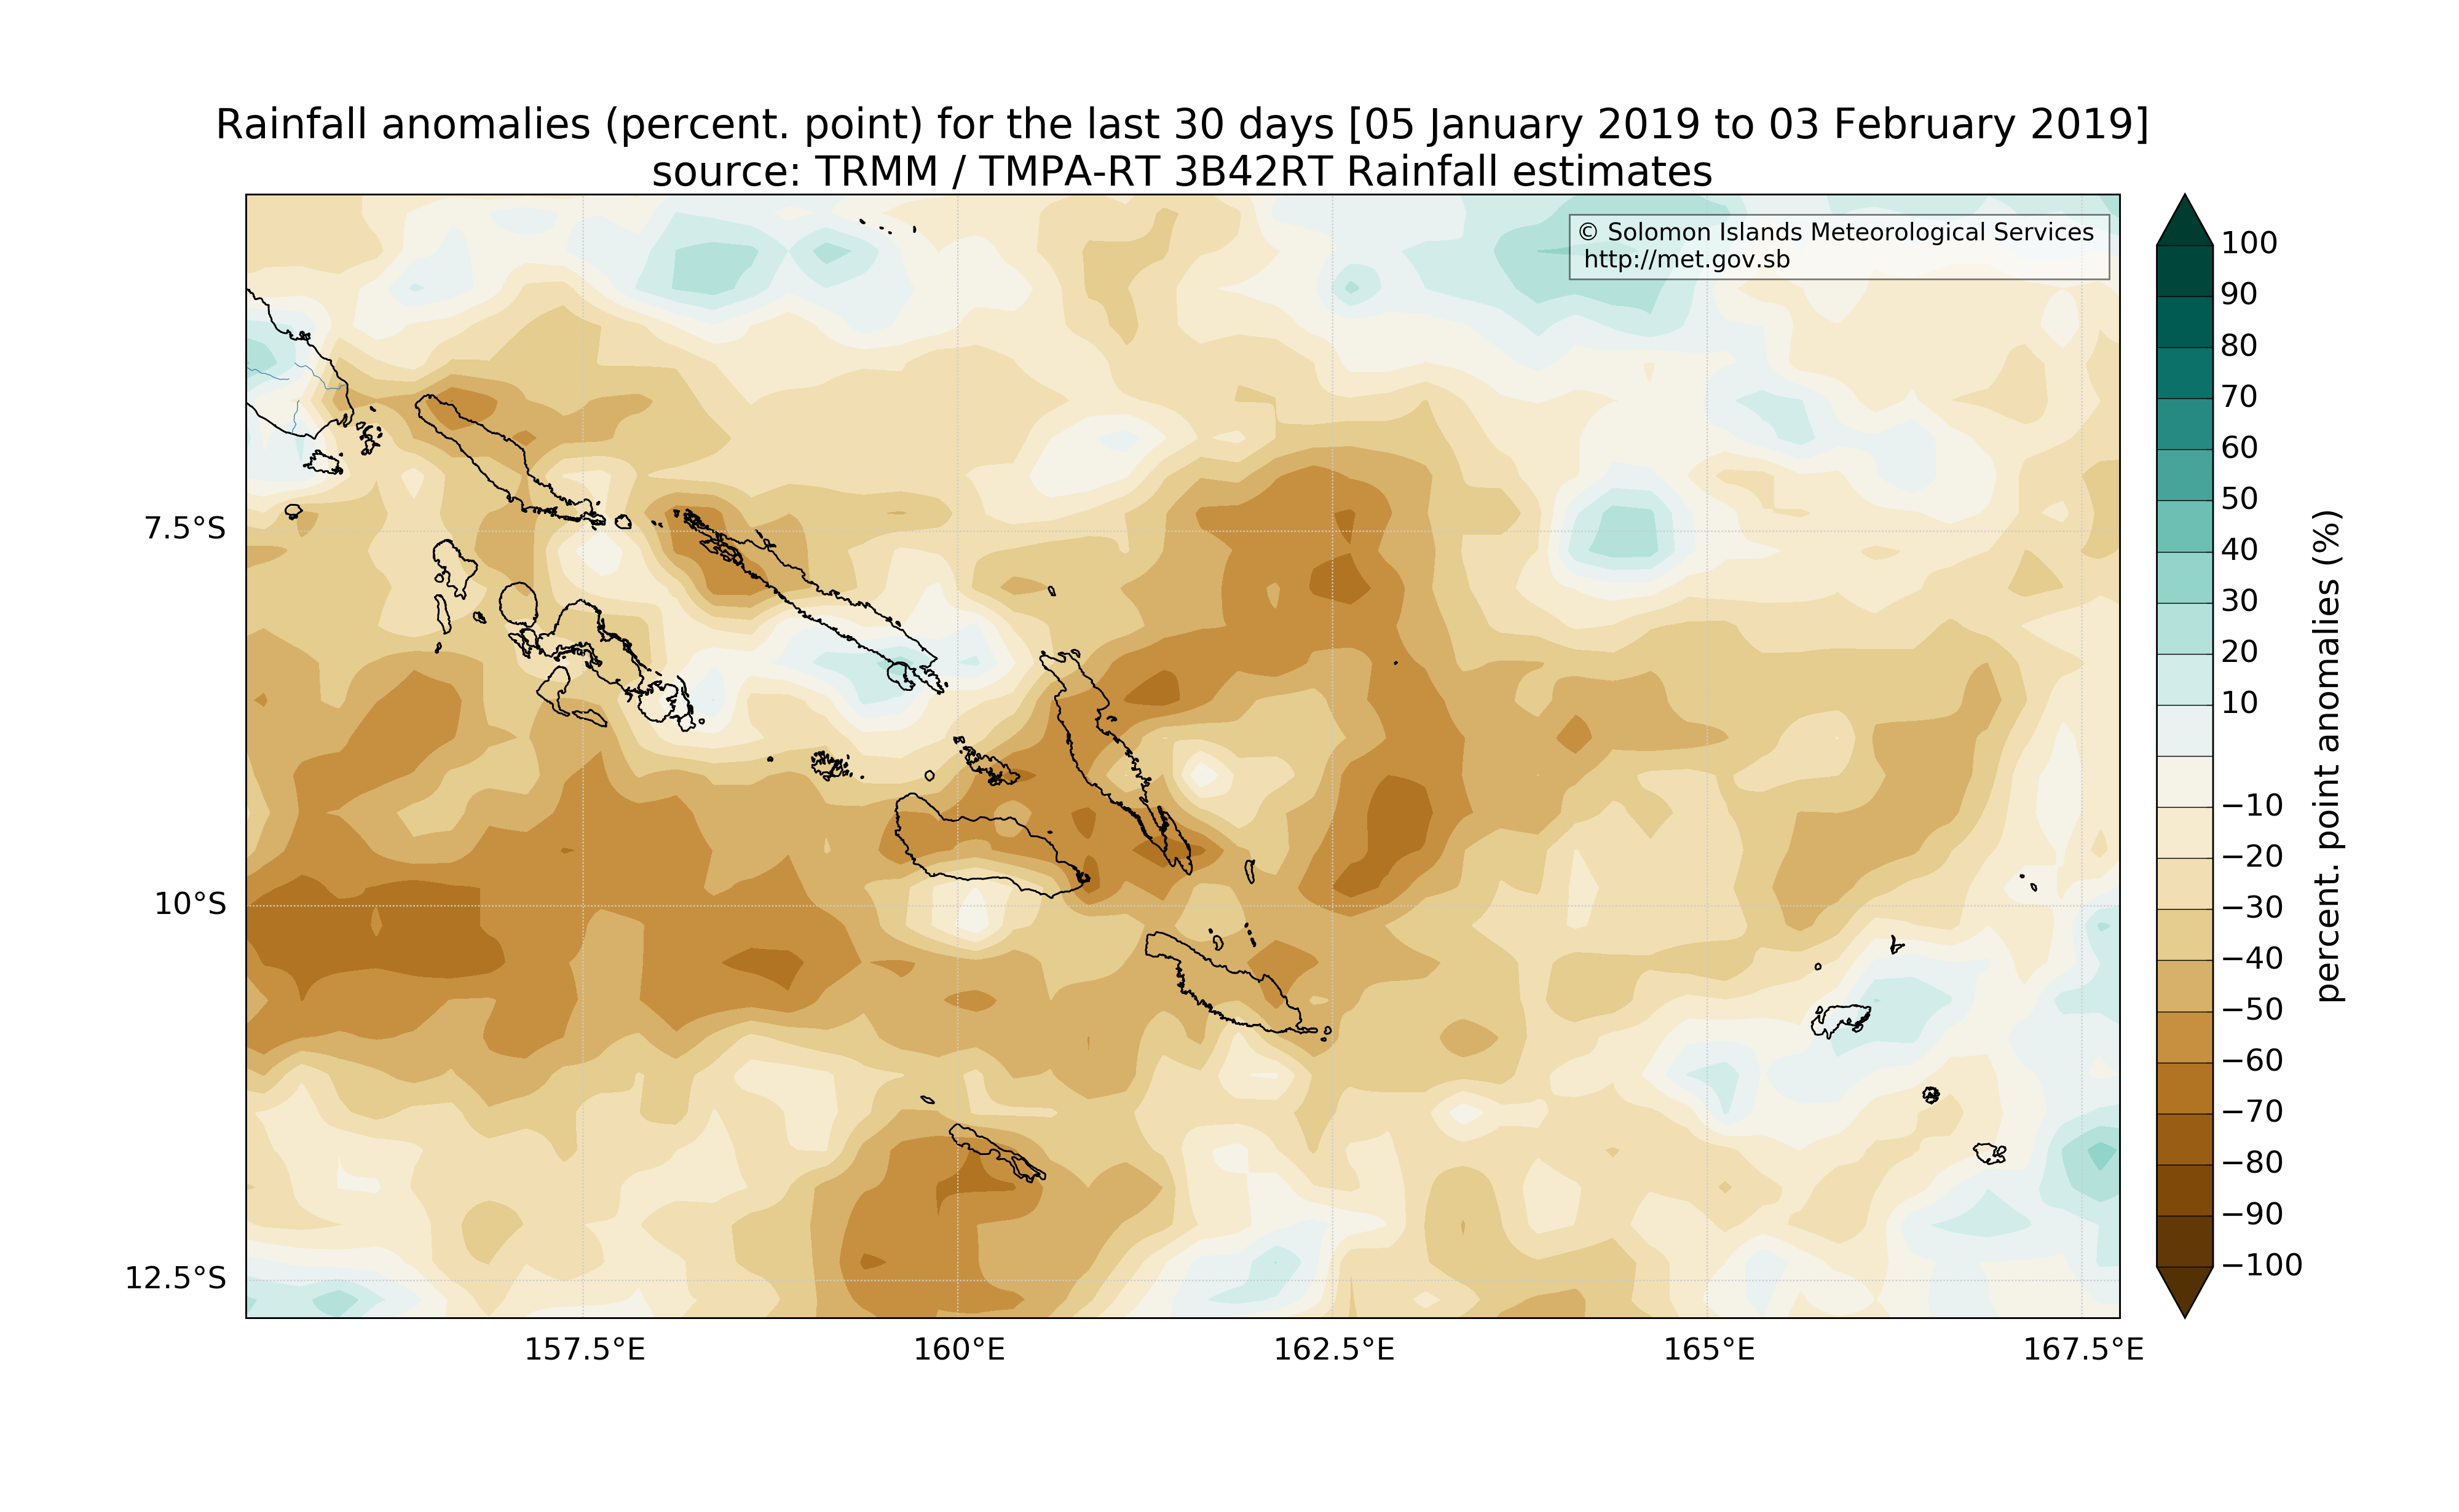 Rainfall anomalies (percent. point) for the last 30 days [05 January 2019 to 03 February 2019]
source: TRMM / TMPA-RT 3B42RT Rainfall estimates
© Solomon Islands Meteorological Services
http://met.gov.sb
7.5°S
10°S
12.5°S
157.5°E
160°E
162.5°E
165°E
167.5°E
100
90
80
70
60
50
40
30
20
10
−10
−20
−30
−40
−50
−60
−70
−80
−90
−100
percent. point anomalies (%)